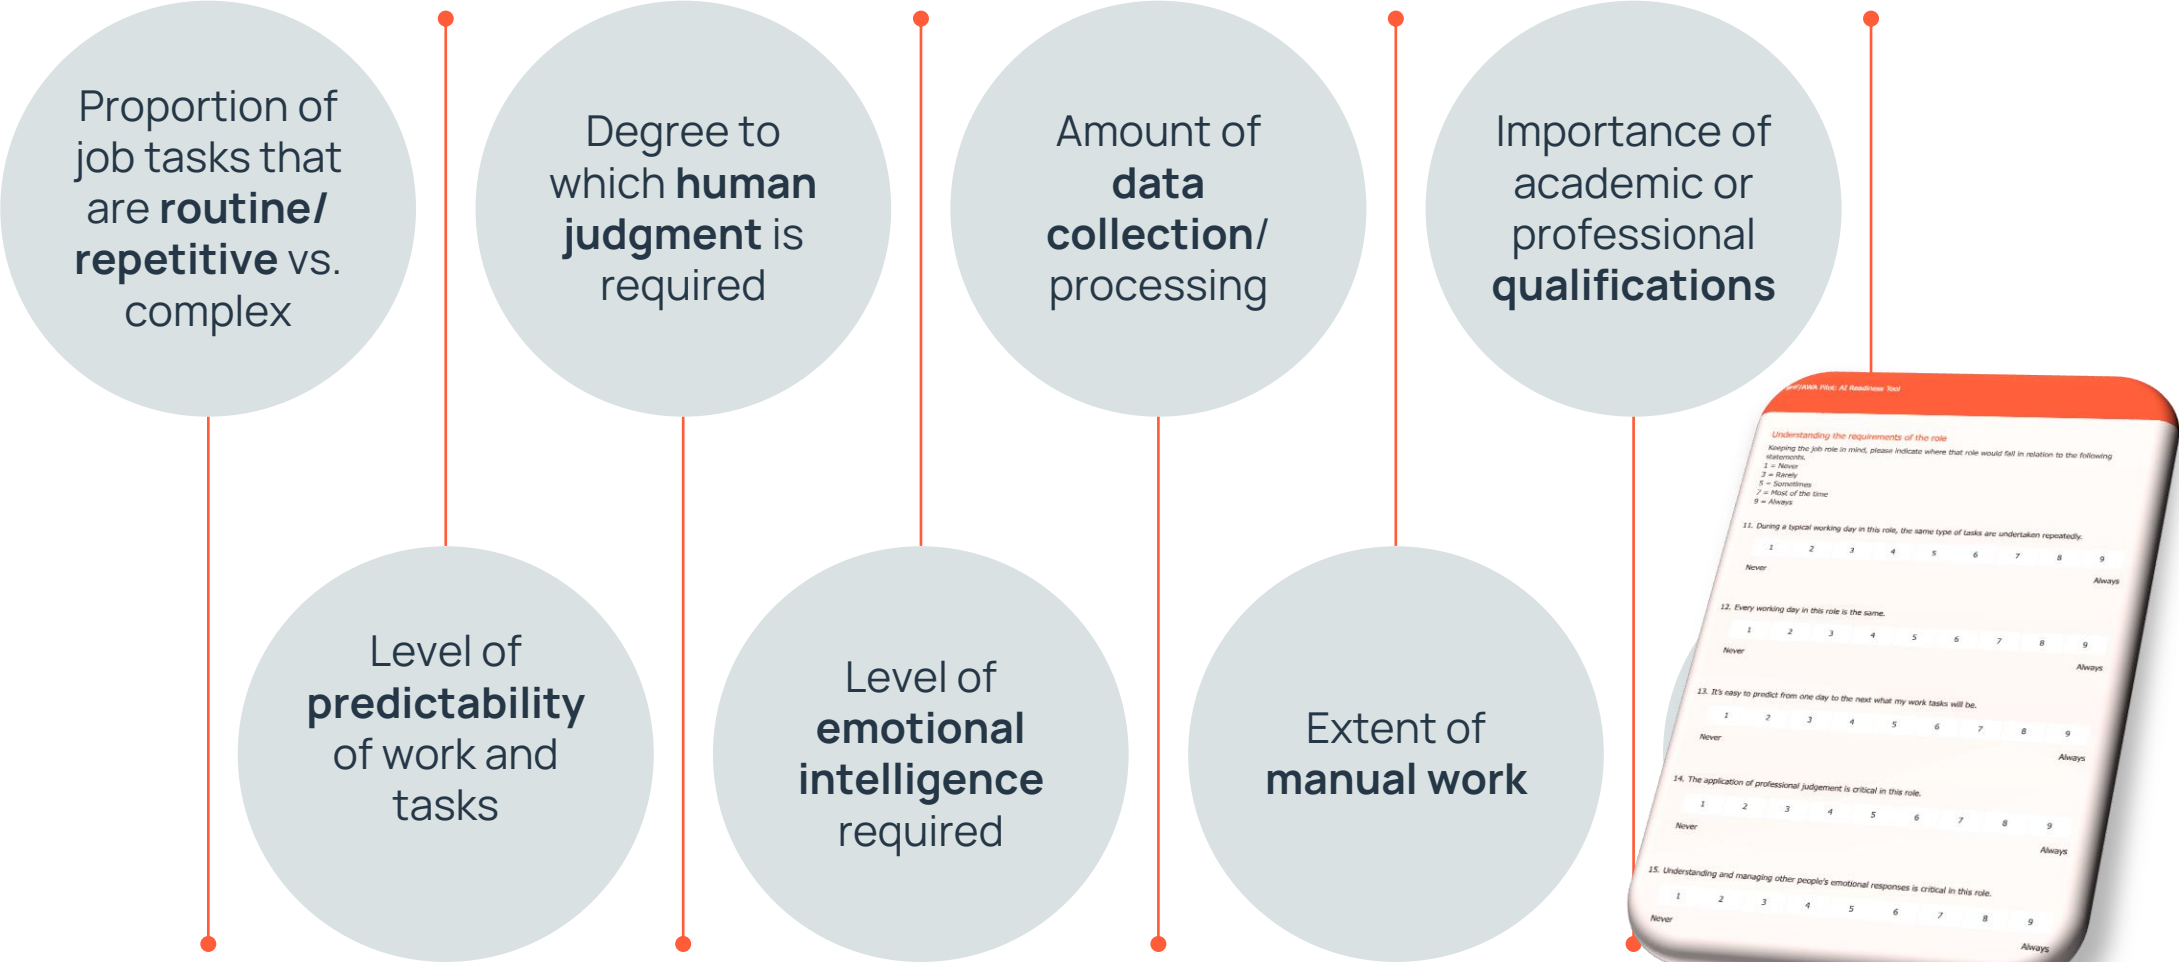 Proportion of
job tasks that
are routine/
repetitive vs.
complex
Degree to
which human
judgment is
required
Amount of
data
collection/
processing
Importance of
academic or
professional
qualifications
Level of
predictability
of work and
tasks
Level of
emotional
intelligence
required
Extent of
manual work
Pilot: AI Readiness Tool
Understanding the requirements of the role
Keeping the job role in mind, please indicate where that role would fall in relation to the following
statements.
1 = Never
3 = Rarely
5 = Sometimes
7 = Most of the time
9 = Always
11. During a typical working day in this role, the same type of tasks are undertaken repeatedly.
1 2 3 4 5 6 7 8 9
Never Always
12. Every working day in this role is the same.
1 2 3 4 5 6 7 8 9
Never Always
13. It's easy to predict from one day to the next what my work tasks will be.
1 2 3 4 5 6 7 8 9
Never Always
14. The application of professional judgement is critical in this role.
1 2 3 4 5 6 7 8 9
Never Always
15. Understanding and managing other people's emotional responses is critical in this role.
1 2 3 4 5 6 7 8 9
Never Always